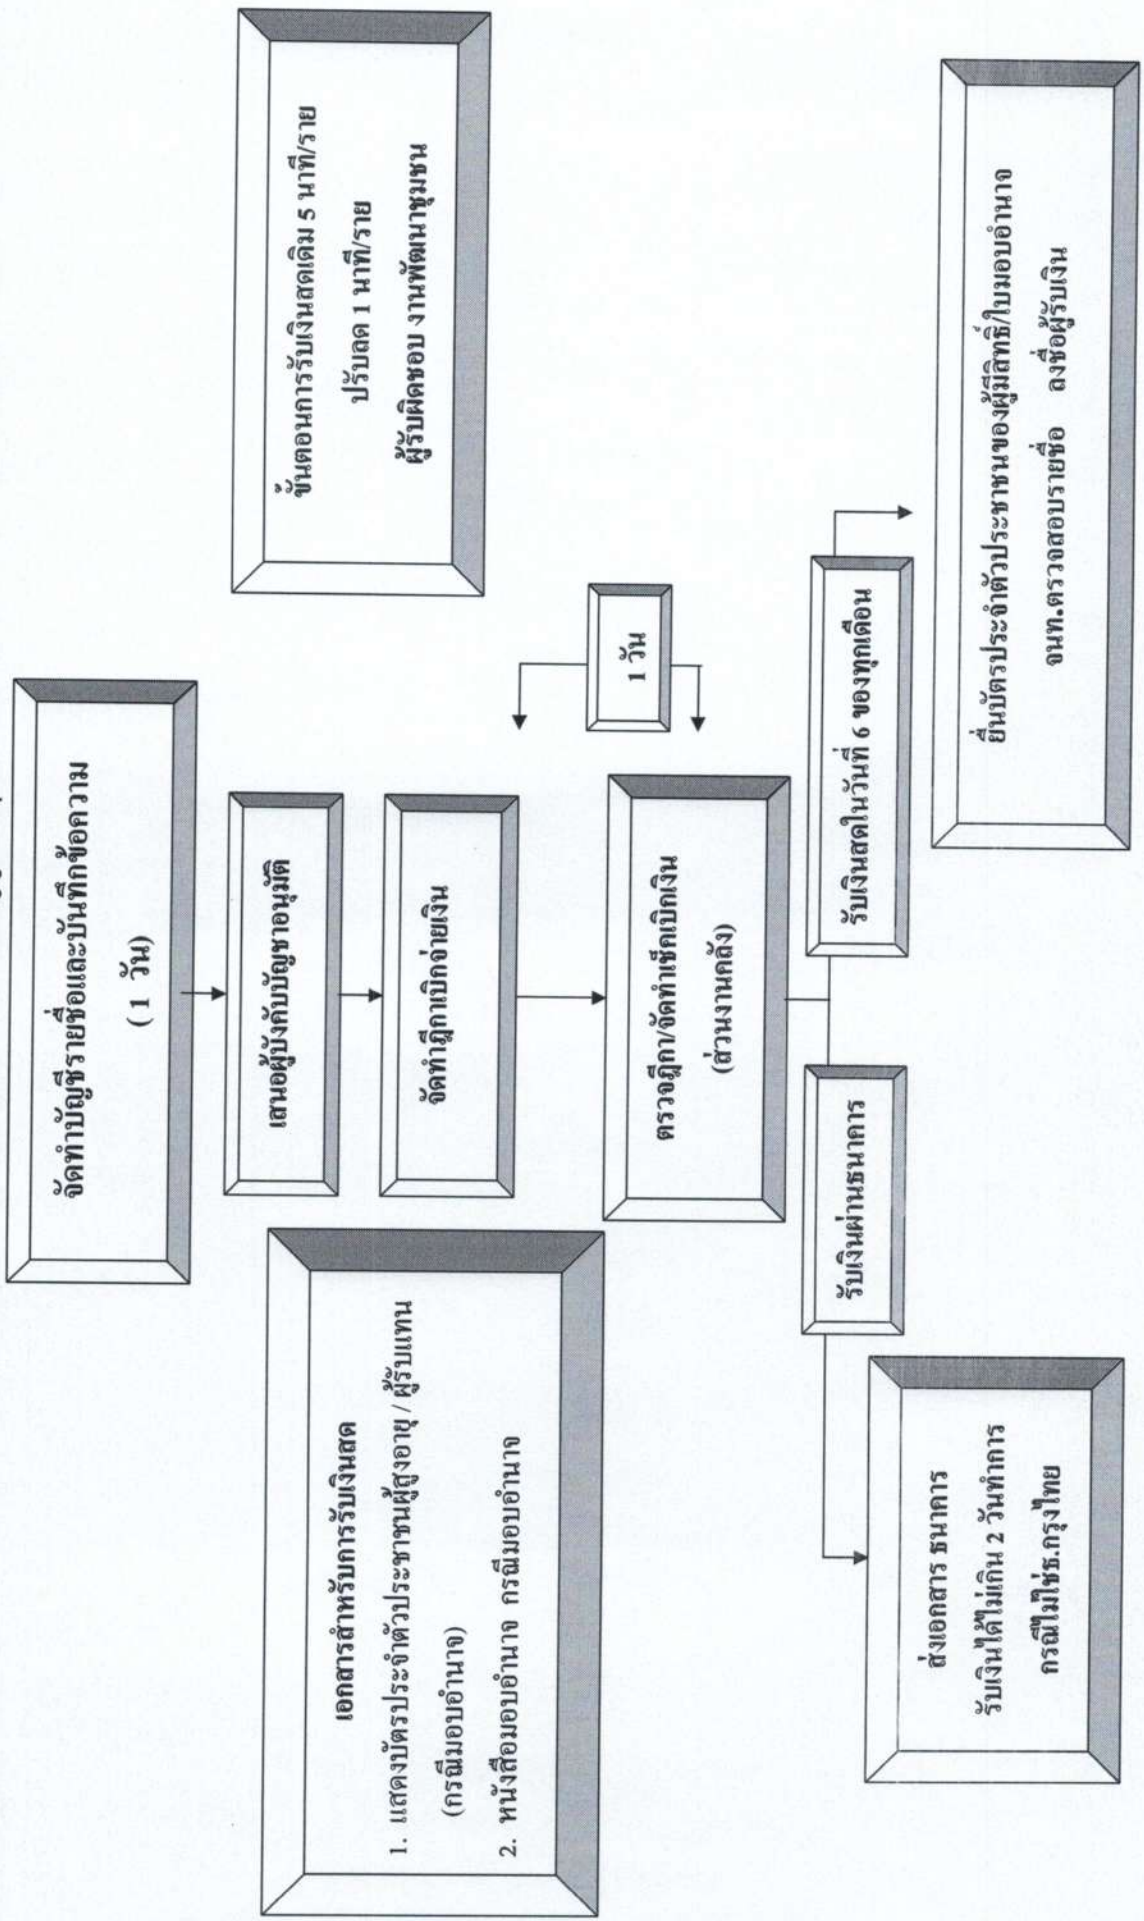 จัดทำบัญชีรายชื่อและบันทึกข้อความ
( 1 วัน)
เสนอผู้บังคับบัญชาอนุมัติ
จัดทำฎีกาเบิกจ่ายเงิน
ตรวจฎีกา/จัดทำเช็คเบิกเงิน
(ส่วนงานคลัง)
1 วัน
ขั้นตอนการรับเงินสดเดิม 5 นาที/ราย
ปรับลด 1 นาที/ราย
ผู้รับผิดชอบ งานพัฒนาชุมชน
เอกสารสำหรับการรับเงินสด
1. แสดงบัตรประจำตัวประชาชนผู้สูงอายุ / ผู้รับแทน
(กรณีมอบอำนาจ)
2. หนังสือมอบอำนาจ กรณีมอบอำนาจ
รับเงินผ่านธนาคาร
รับเงินสดในวันที่ 6 ของทุกเดือน
ส่งเอกสาร ธนาคาร
รับเงินได้ไม่เกิน 2 วันทำการ
กรณีไม่ใช่ธ.กรุงไทย
ยื่นบัตรประจำตัวประชาชนของผู้มีสิทธิ์/ใบมอบอำนาจ
จนท.ตรวจสอบรายชื่อ ลงชื่อผู้รับเงิน